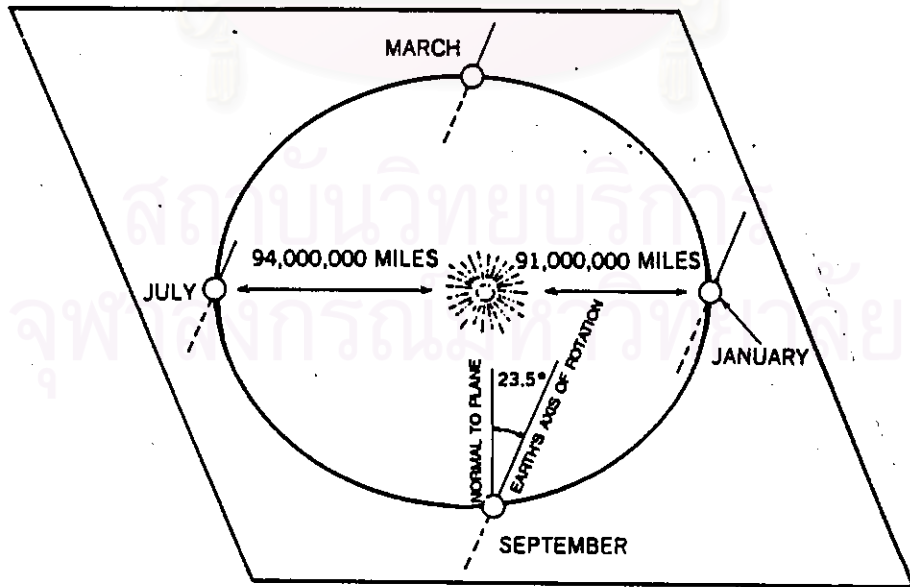 MARCH
สถาบันวิทยบริการ
94,000,000 MILES
91,000,000 MILES
JULY
จุฬาลงกรณ์มหาวิทยาลัย
JANUARY
NORMAL TO PLANE
23.5°
EARTH'S AXIS OF ROTATION
SEPTEMBER